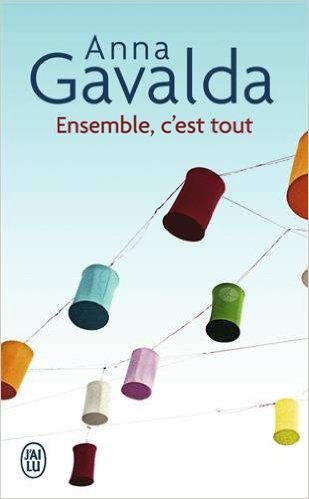 Anna
Gavalda
Ensemble, c'est tout
J'AI
LU